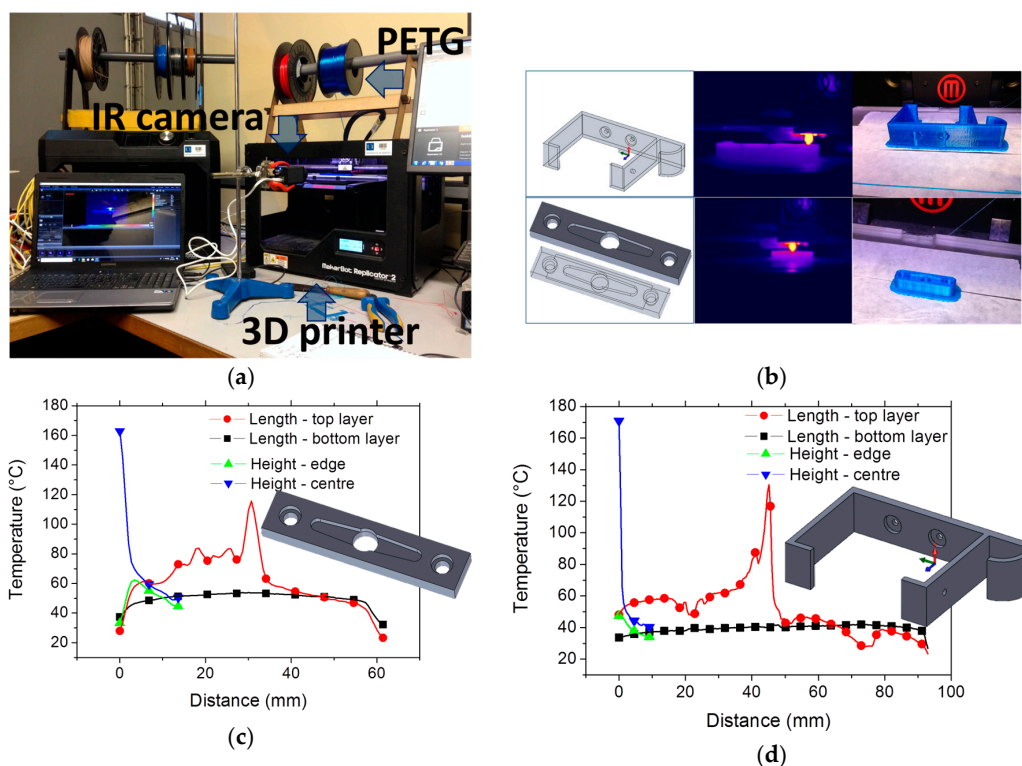 PETG
IR camera
MakerBot Replicator 2
3D printer
(a)
(b)
180
160
140
120
100
80
60
40
20
Temperature (°C)
0
20
40
60
Distance (mm)
Length - top layer
Length - bottom layer
Height - edge
Height - centre
(c)
180
160
140
120
100
80
60
40
20
Temperature (°C)
0
20
40
60
80
100
Distance (mm)
Length - top layer
Length - bottom layer
Height - edge
Height - centre
(d)